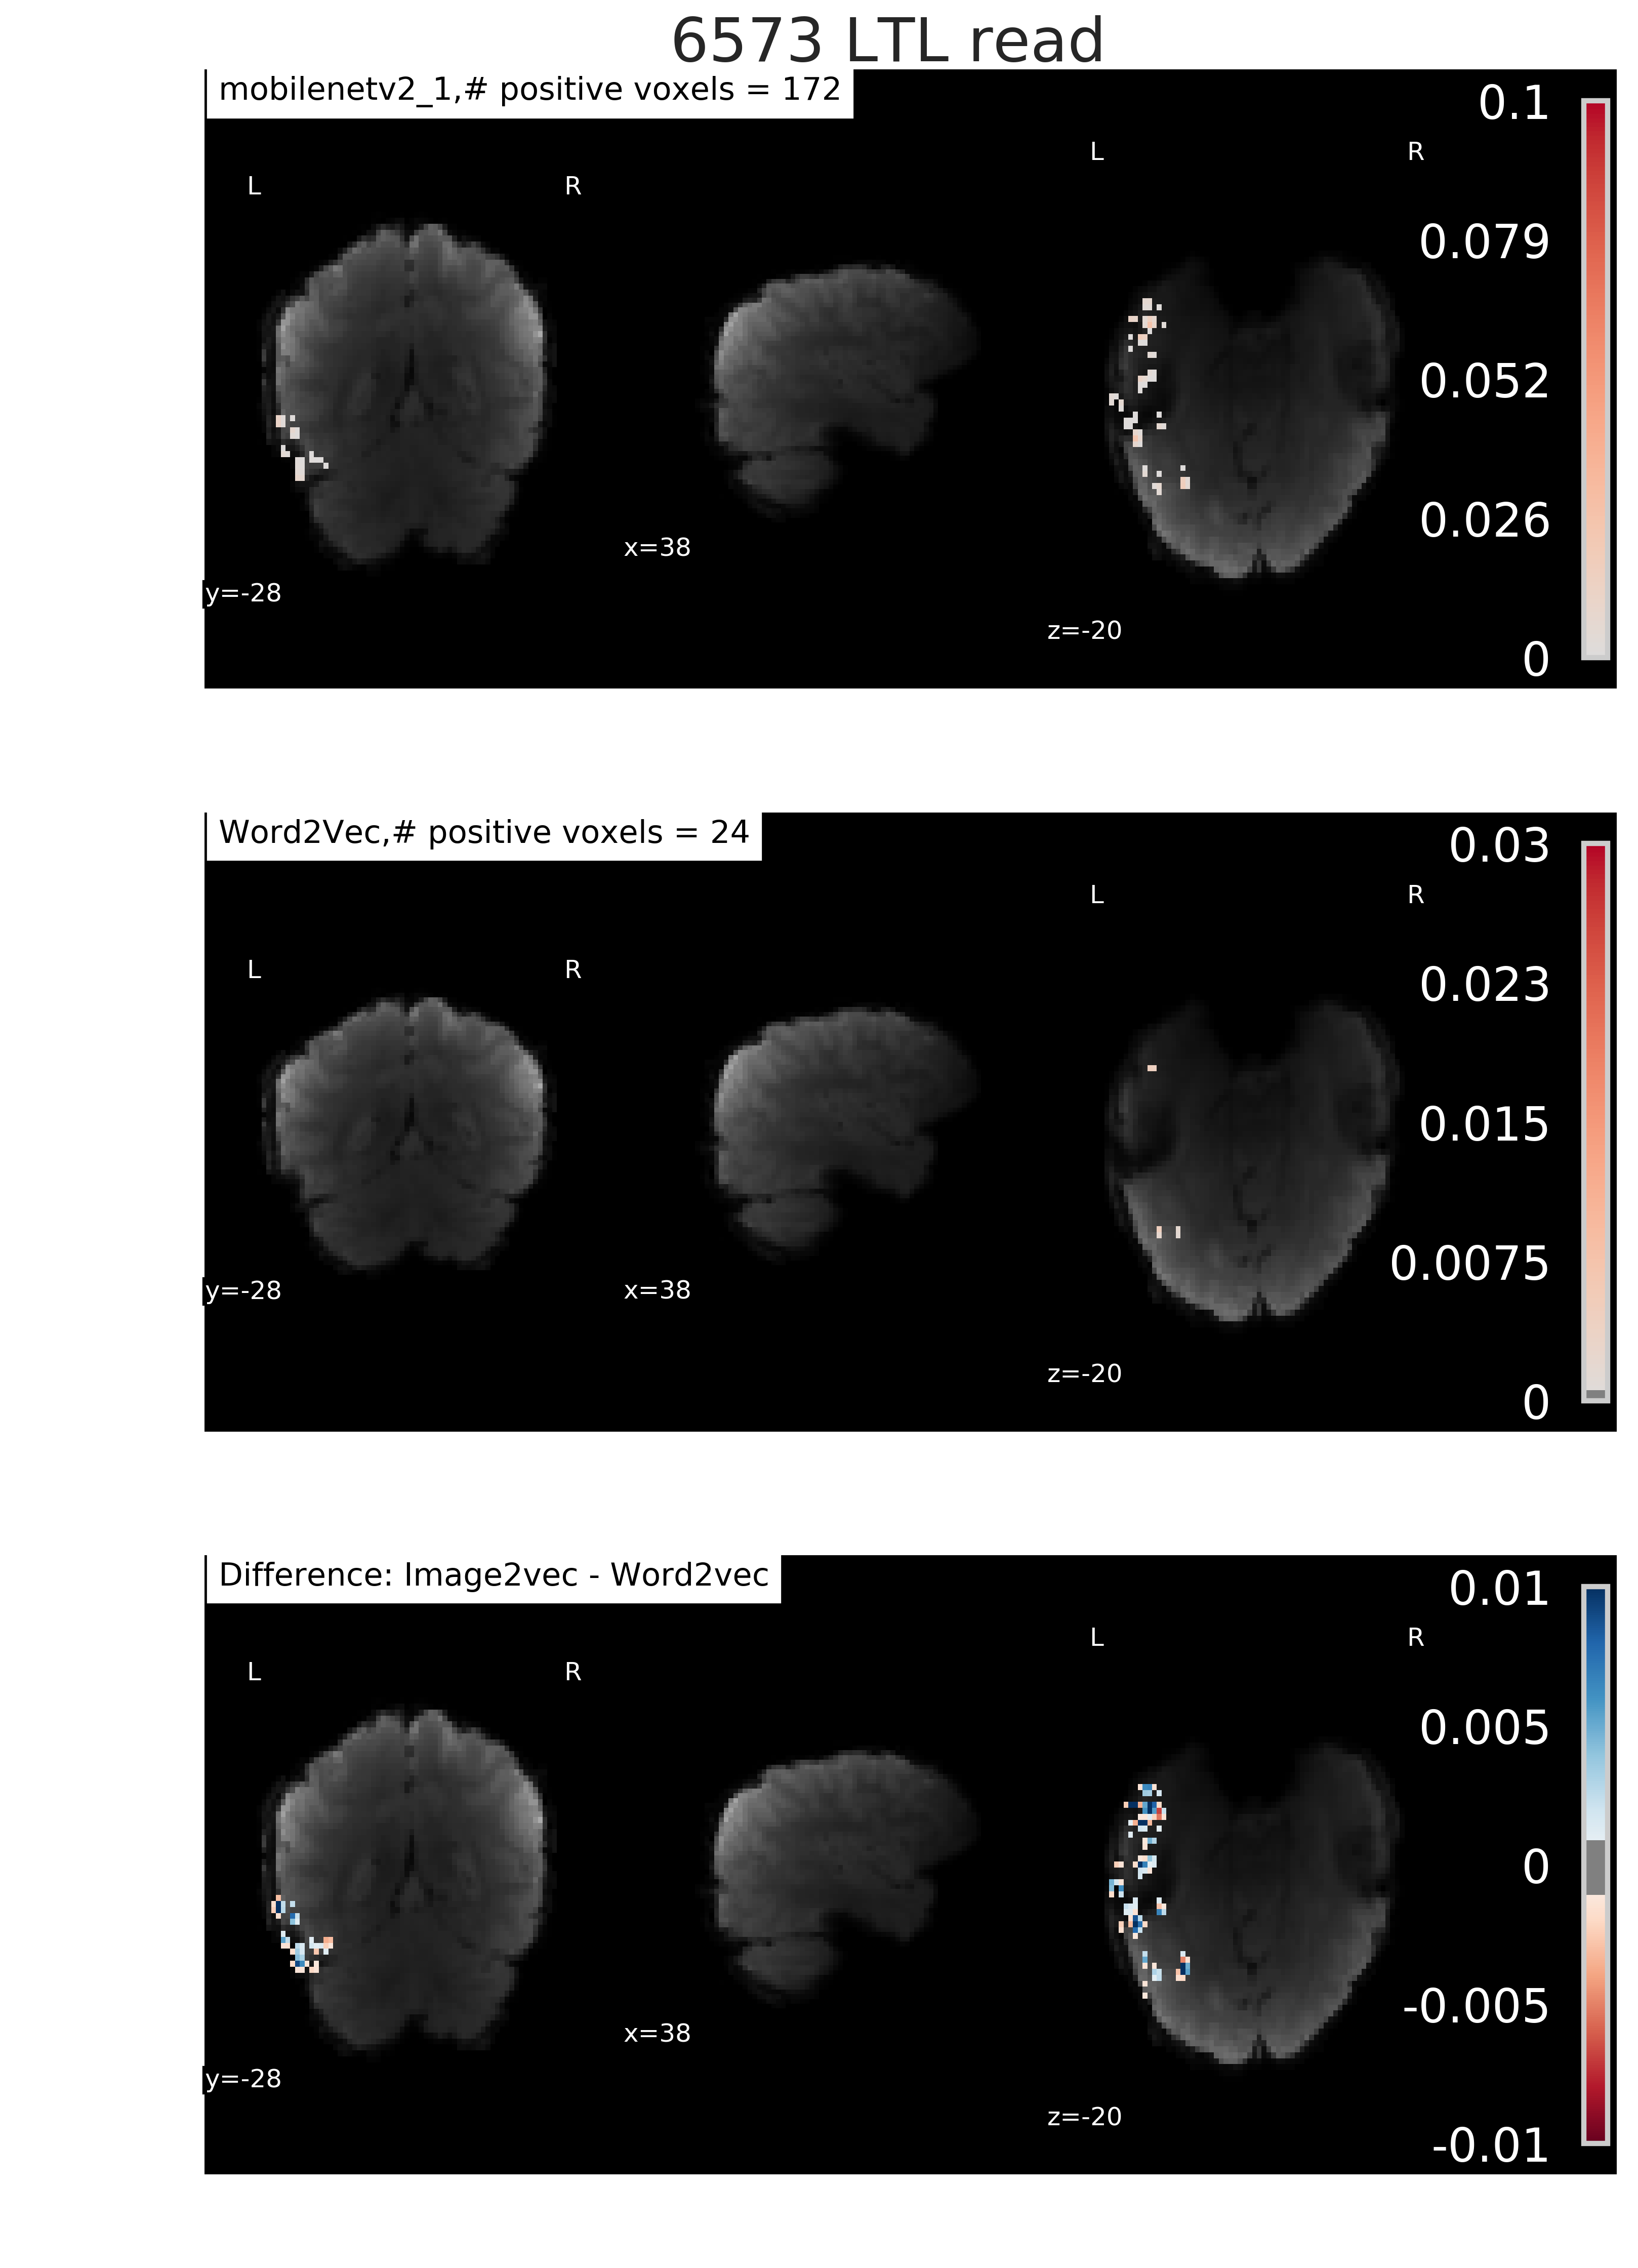 6573 LTL read
mobilenetv2_1,# positive voxels = 172
0.1
L R
L R
0.079
0.052
0.026
x=38
y=-28
z=-20
0
Word2Vec,# positive voxels = 24
0.03
L R
L R
0.023
0.015
0.0075
y=-28
x=38
z=-20
0
Difference: Image2vec - Word2vec
0.01
L R
L R
0.005
0
-0.005
x=38
y=-28
z=-20
-0.01